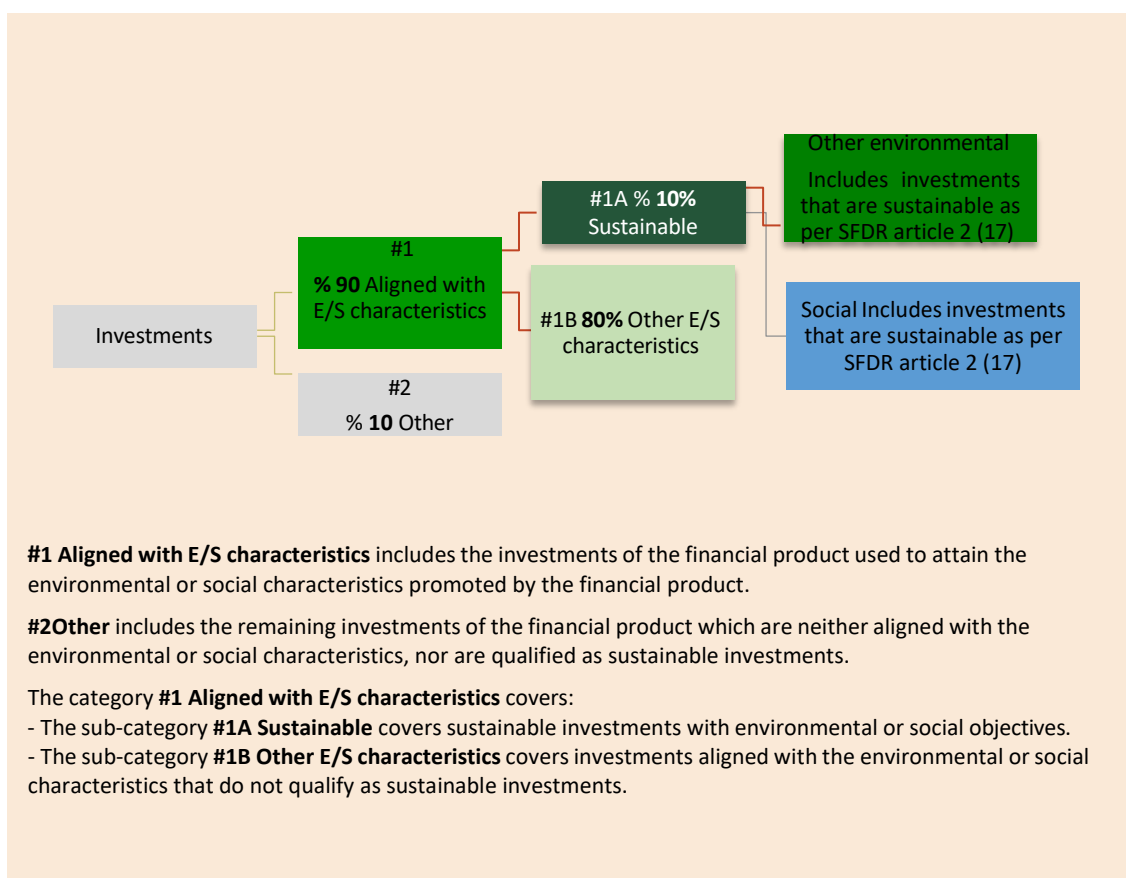 Other environmental
Includes investments
that are sustainable as
per SFDR article 2 (17)
#1A % 10%
Sustainable
#1
% 90 Aligned with
E/S characteristics
#1B 80% Other E/S
characteristics
Social Includes investments
that are sustainable as per
SFDR article 2 (17)
Investments
#2
% 10 Other
#1 Aligned with E/S characteristics includes the investments of the financial product used to attain the
environmental or social characteristics promoted by the financial product.
#2Other includes the remaining investments of the financial product which are neither aligned with the
environmental or social characteristics, nor are qualified as sustainable investments.
The category #1 Aligned with E/S characteristics covers:
- The sub-category #1A Sustainable covers sustainable investments with environmental or social objectives.
- The sub-category #1B Other E/S characteristics covers investments aligned with the environmental or social
characteristics that do not qualify as sustainable investments.